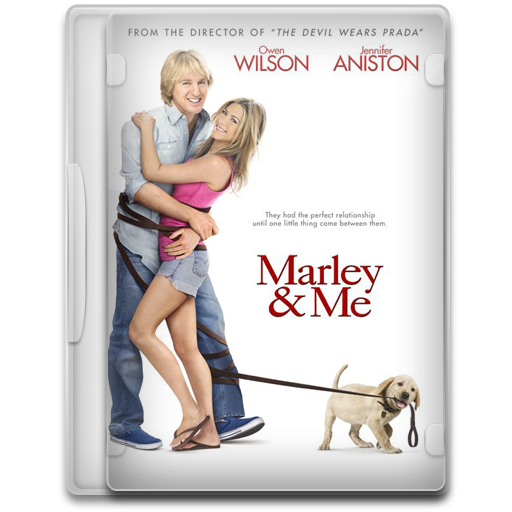 FROM THE DIRECTOR OF "THE DEVIL WEARS PRADA"
Owen Jennifer
WILSON ANISTON
They had the perfect relationship
until one little thing came between them.
Marley
& Me